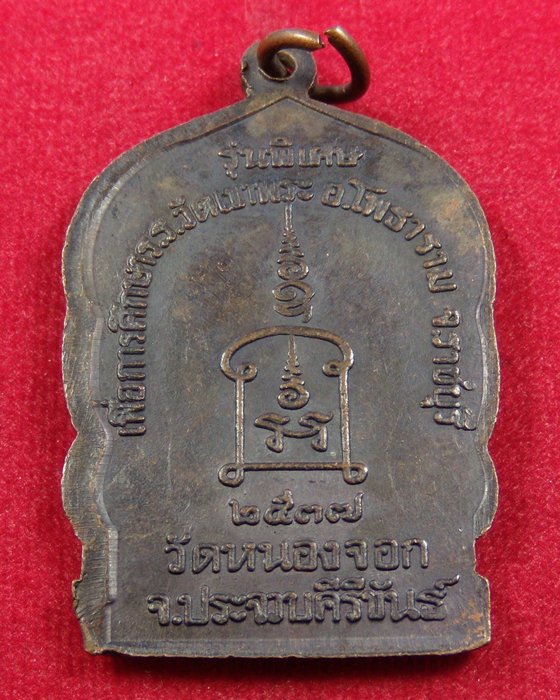 รุ่นพิเศษ
เพื่อการศึกษารร.วัดเขาพระ อ.โพธาราม จ.ราชบุรี
๒๕๓๗
วัดหนองจอก
จ.ประจวบคีรีขันธ์